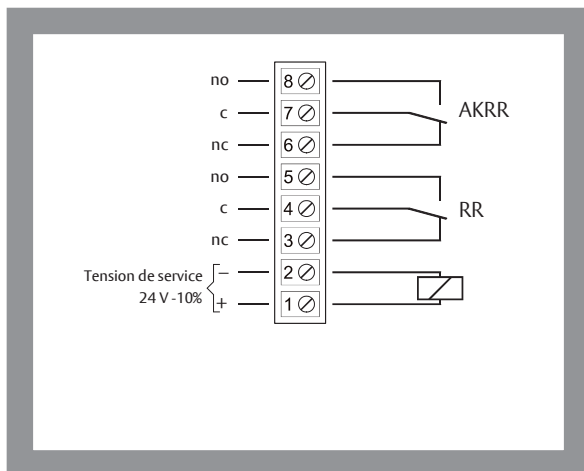 no 8
c 7 AKRR
nc 6
no 5
c 4 RR
nc 3
Tension de service – 2
24 V -10% + 1